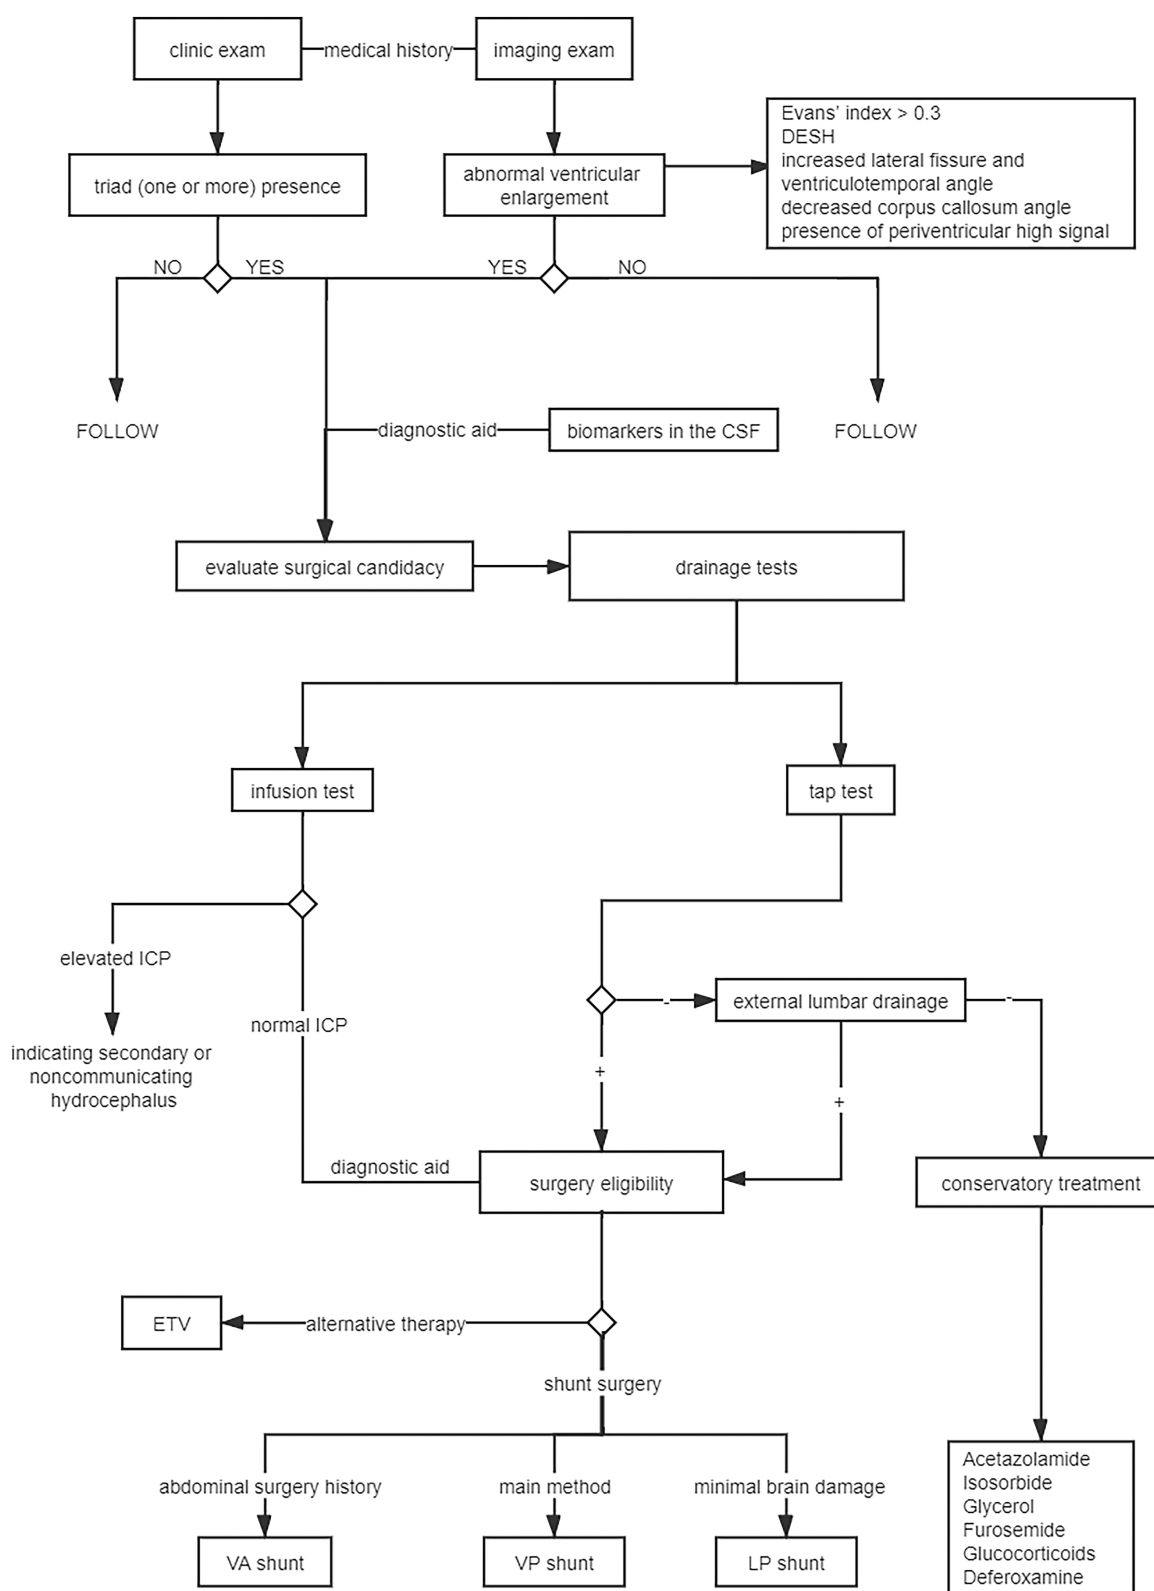 clinic exam
medical history
imaging exam
Evans’ index > 0.3
DESH
increased lateral fissure and
ventriculotemporal angle
decreased corpus callosum angle
presence of periventricular high signal
triad (one or more) presence
abnormal ventricular
enlargement
NO
YES
YES
NO
FOLLOW
diagnostic aid
biomarkers in the CSF
FOLLOW
evaluate surgical candidacy
drainage tests
infusion test
tap test
elevated ICP
normal ICP
-
external lumbar drainage
-
indicating secondary or
noncommunicating
hydrocephalus
+
+
diagnostic aid
surgery eligibility
conservatory treatment
ETV
alternative therapy
shunt surgery
abdominal surgery history
main method
minimal brain damage
VA shunt
VP shunt
LP shunt
Acetazolamide
Isosorbide
Glycerol
Furosemide
Glucocorticoids
Deferoxamine